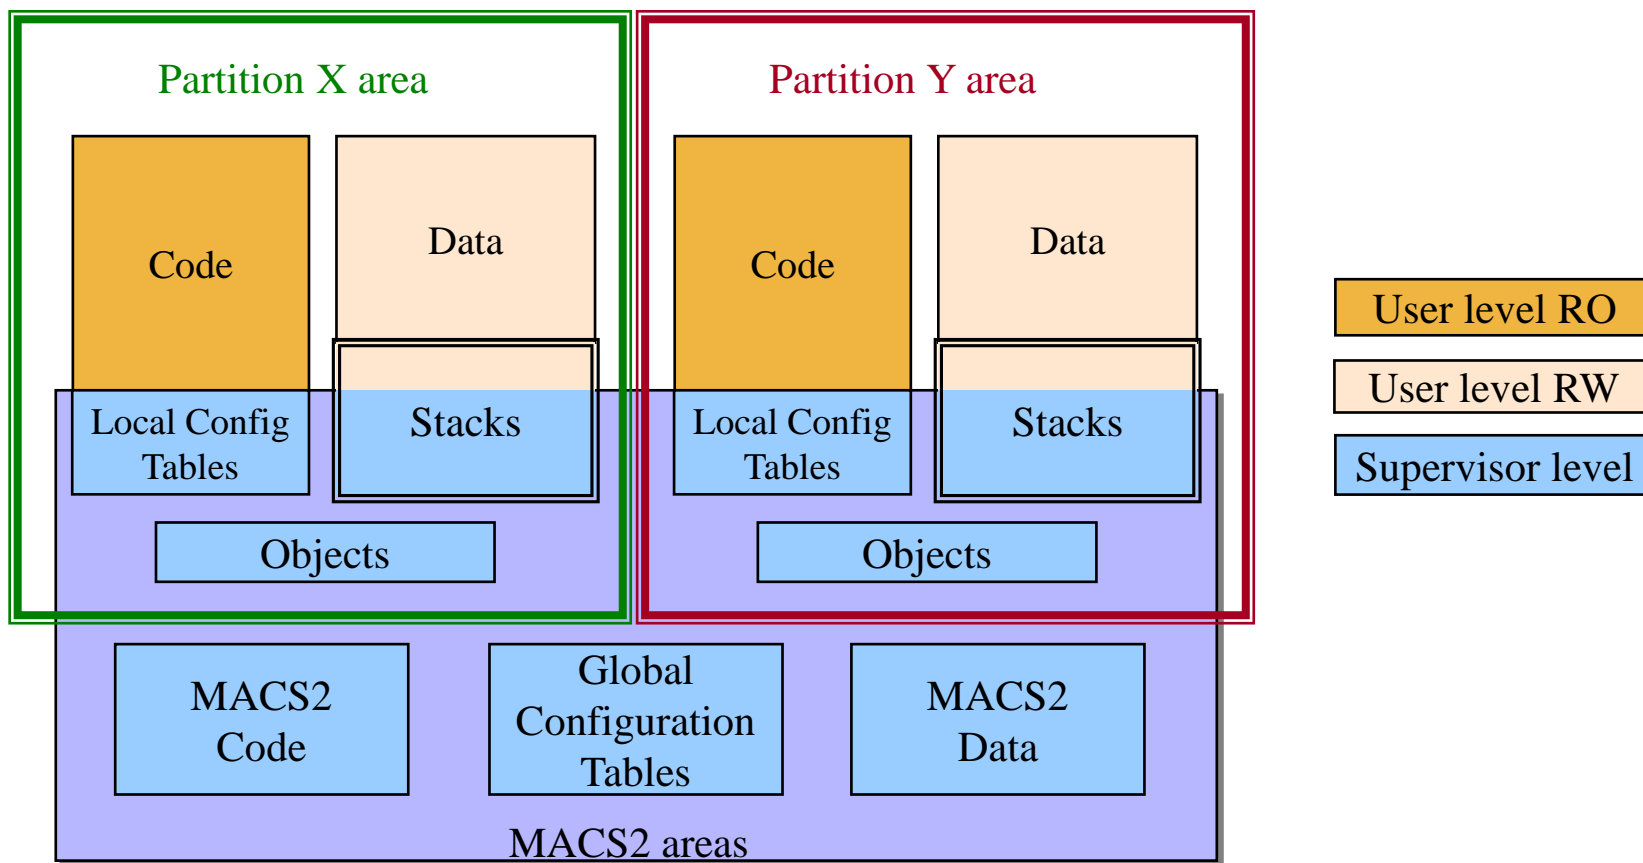 Partition X area
Partition Y area
Code
Data
Code
Data
Local Config
Tables
Stacks
Local Config
Tables
Stacks
Objects
Objects
MACS2
Code
Global
Configuration
Tables
MACS2
Data
MACS2 areas
User level RO
User level RW
Supervisor level